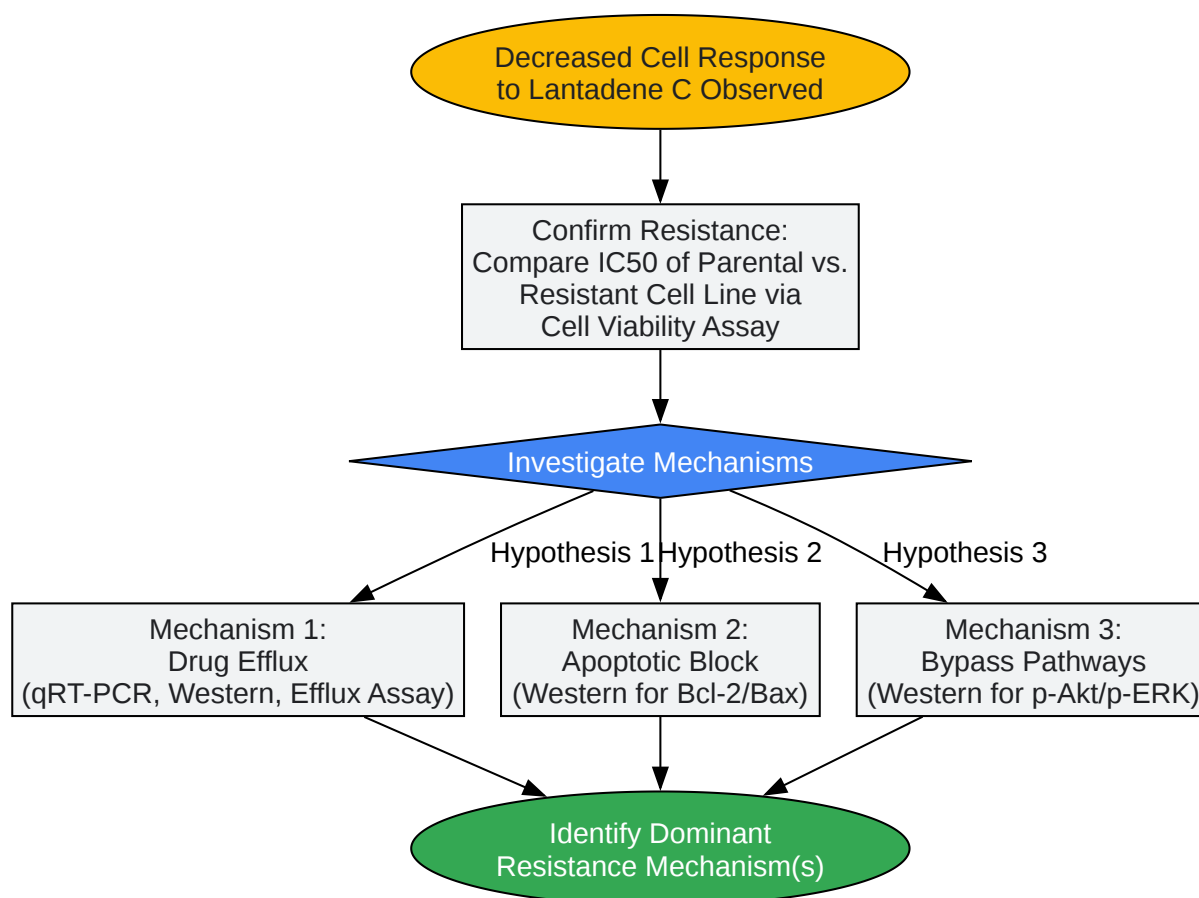 Decreased Cell Response
to Lantadene C Observed
Confirm Resistance:
Compare IC50 of Parental vs.
Resistant Cell Line via
Cell Viability Assay
Investigate Mechanisms
Hypothesis 1
Hypothesis 2
Hypothesis 3
Mechanism 1:
Drug Efflux
(qRT-PCR, Western, Efflux Assay)
Mechanism 2:
Apoptotic Block
(Western for Bcl-2/Bax)
Mechanism 3:
Bypass Pathways
(Western for p-Akt/p-ERK)
Identify Dominant
Resistance Mechanism(s)